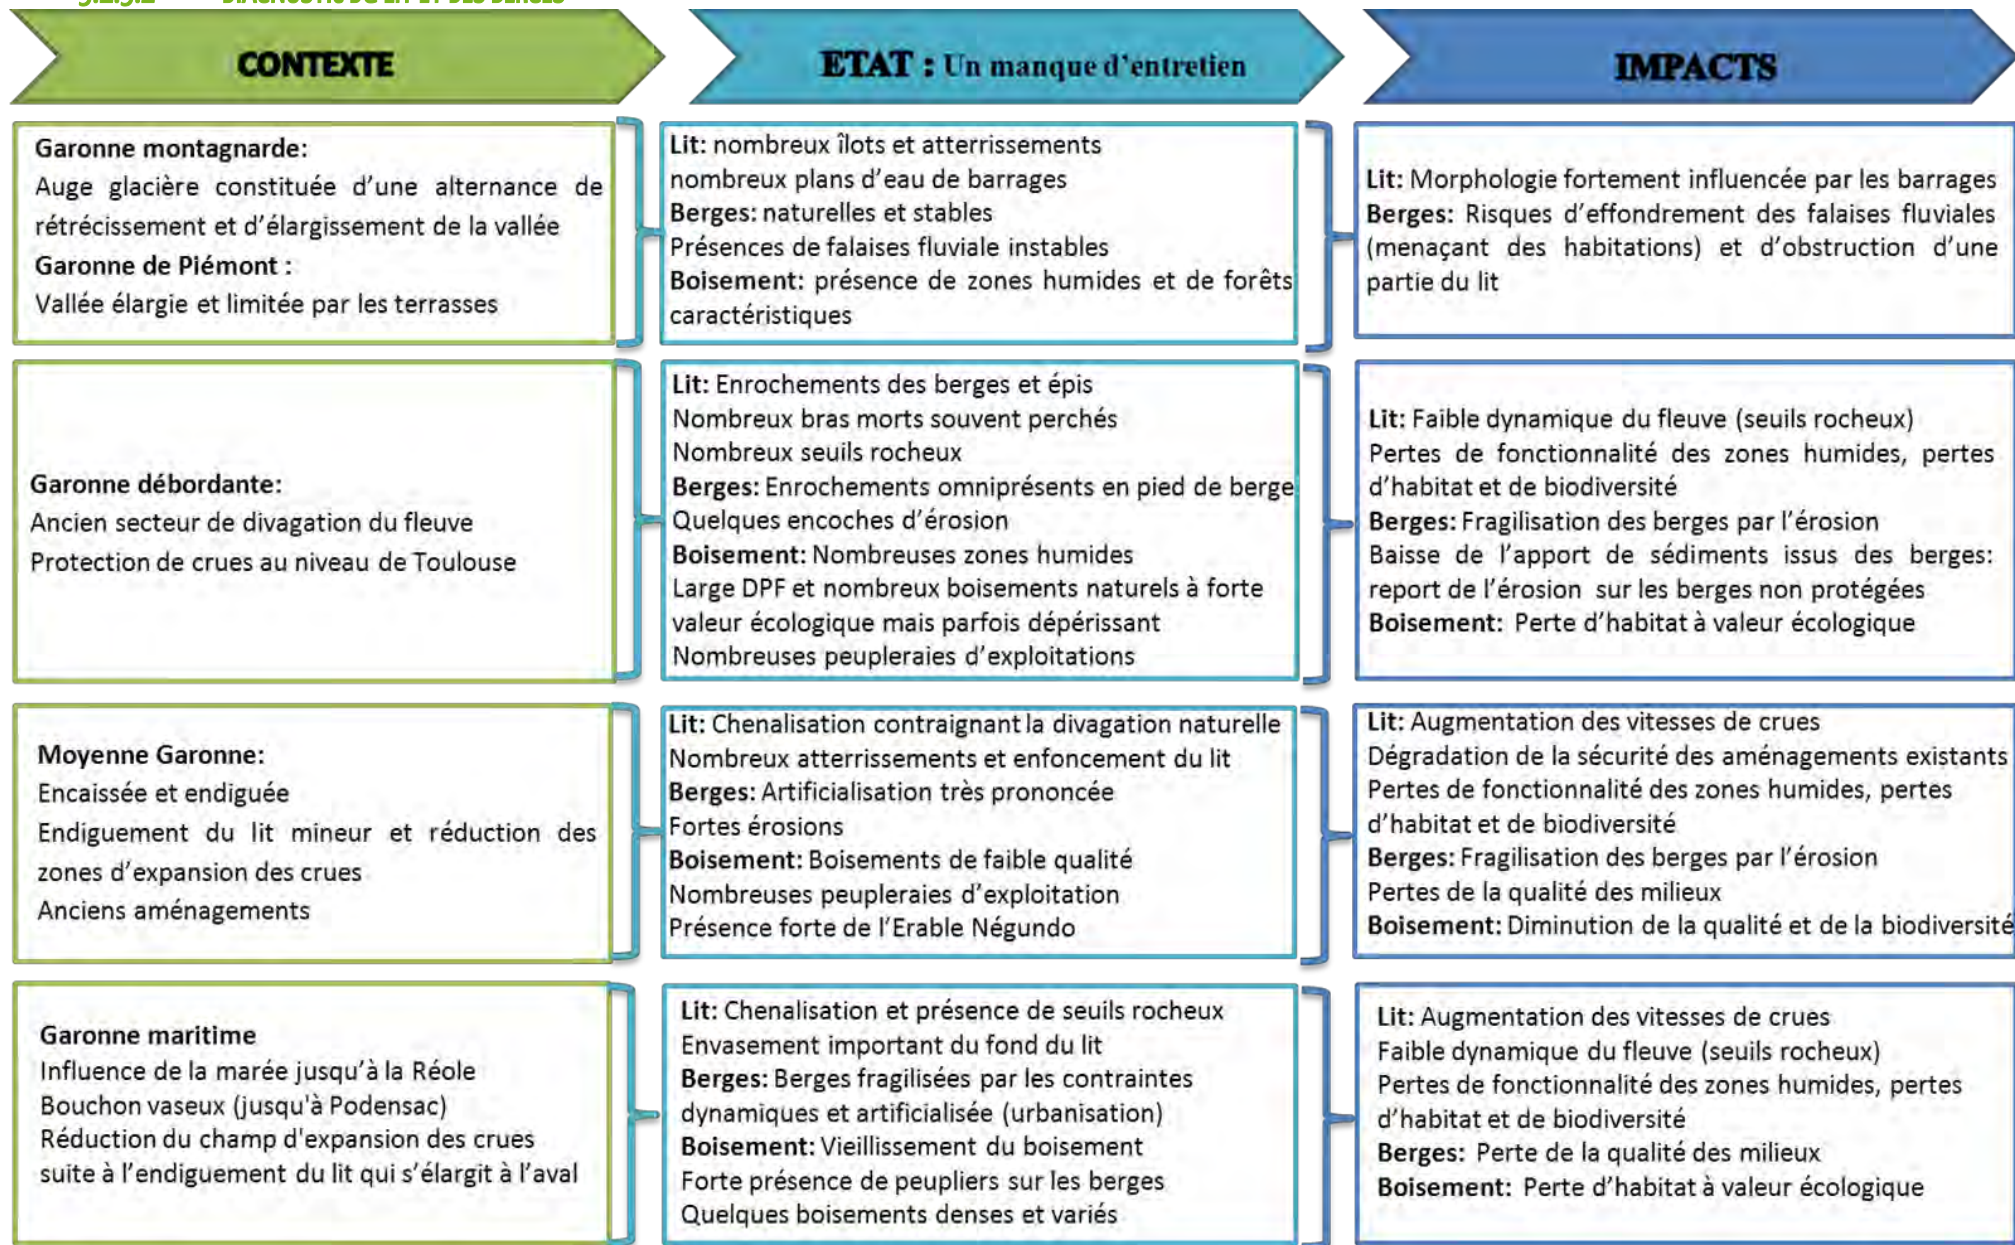 5.2.3.2 DIAGNOSTIC DU LIT ET DES BERGES
CONTEXTE
ETAT : Un manque d'entretien
IMPACTS
Garonne montagnarde:
Auge glacière constituée d'une alternance de
rétrécissement et d'élargissement de la vallée
Garonne de Piémont :
Vallée élargie et limitée par les terrasses
Lit: nombreux îlots et atterrissements
nombreux plans d'eau de barrages
Berges: naturelles et stables
Présences de falaises fluviale instables
Boisement: présence de zones humides et de forêts
caractéristiques
Lit: Morphologie fortement influencée par les barrages
Berges: Risques d'effondrement des falaises fluviales
(menaçant des habitations) et d'obstruction d'une
partie du lit
Garonne débordante:
Ancien secteur de divagation du fleuve
Protection de crues au niveau de Toulouse
Lit: Enrochements des berges et épis
Nombreux bras morts souvent perchés
Nombreux seuils rocheux
Berges: Enrochements omniprésents en pied de berge
Quelques encoches d'érosion
Boisement: Nombreuses zones humides
Large DPF et nombreux boisements naturels à forte
valeur écologique mais parfois dépérissant
Nombreuses peupleraies d'exploitations
Lit: Faible dynamique du fleuve (seuils rocheux)
Pertes de fonctionnalité des zones humides, pertes
d'habitat et de biodiversité
Berges: Fragilisation des berges par l'érosion
Baisse de l'apport de sédiments issus des berges:
report de l'érosion sur les berges non protégées
Boisement: Perte d'habitat à valeur écologique
Moyenne Garonne:
Encaissée et endiguée
Endiguement du lit mineur et réduction des
zones d'expansion des crues
Anciens aménagements
Lit: Chenalisation contraignant la divagation naturelle
Nombreux atterrissements et enfoncement du lit
Berges: Artificialisation très prononcée
Fortes érosions
Boisement: Boisements de faible qualité
Nombreuses peupleraies d'exploitation
Présence forte de l'Erable Négundo
Lit: Augmentation des vitesses de crues
Dégradation de la sécurité des aménagements existants
Pertes de fonctionnalité des zones humides, pertes
d'habitat et de biodiversité
Berges: Fragilisation des berges par l'érosion
Pertes de la qualité des milieux
Boisement: Diminution de la qualité et de la biodiversité
Garonne maritime
Influence de la marée jusqu'à la Réole
Bouchon vaseux (jusqu'à Podensac)
Réduction du champ d'expansion des crues
suite à l'endiguement du lit qui s'élargit à l'aval
Lit: Chenalisation et présence de seuils rocheux
Envasement important du fond du lit
Berges: Berges fragilisées par les contraintes
dynamiques et artificialisée (urbanisation)
Boisement: Vieillissement du boisement
Forte présence de peupliers sur les berges
Quelques boisements denses et variés
Lit: Augmentation des vitesses de crues
Faible dynamique du fleuve (seuils rocheux)
Pertes de fonctionnalité des zones humides, pertes
d'habitat et de biodiversité
Berges: Perte de la qualité des milieux
Boisement: Perte d'habitat à valeur écologique